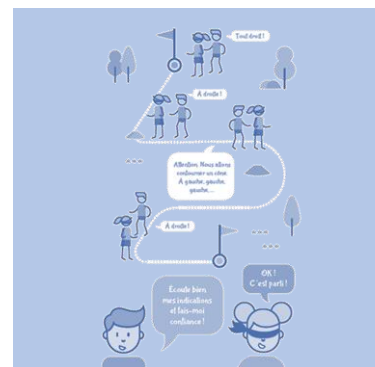 Tout droit !
À droite !
Attention, Nous allons
contourner un cône.
À gauche, gauche,
gauche, ...
À droite !
Écoute bien
mes indications
et fais-moi
confiance !
OK !
C'est parti !